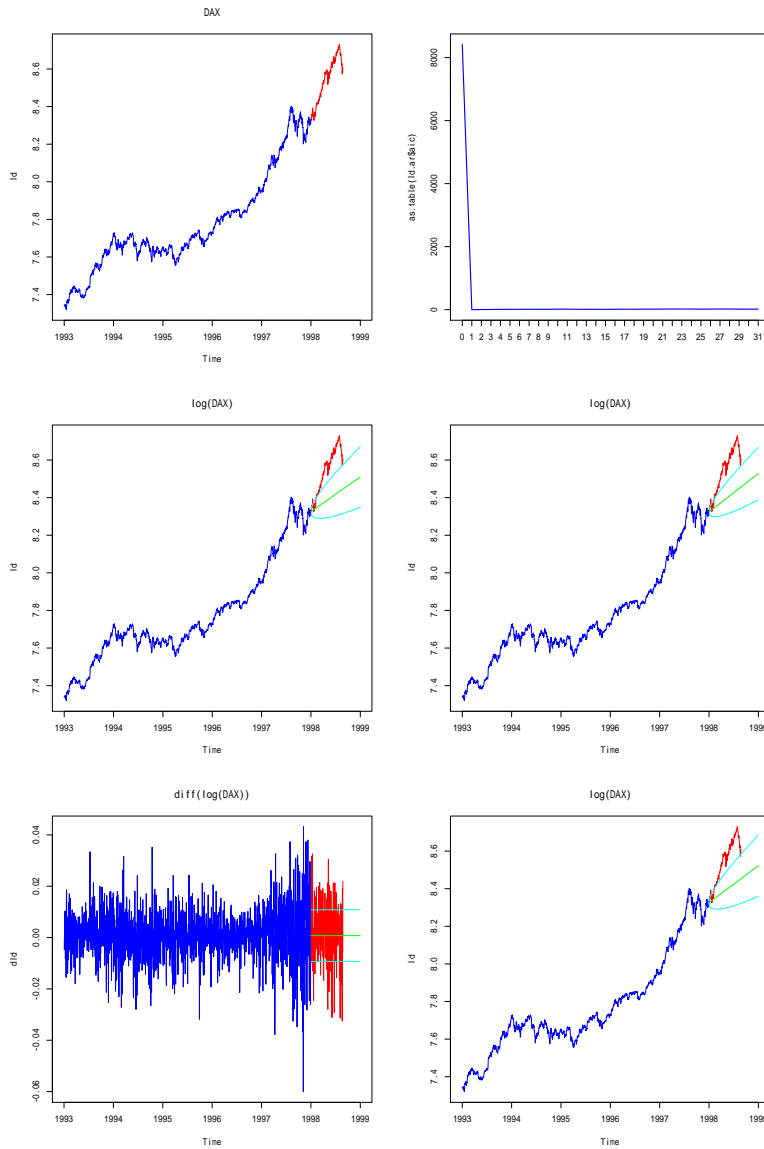 DAX
ld
7.4 7.6 7.8 8.0 8.2 8.4 8.6
1993 1994 1995 1996 1997 1998 1999
Time
as.table(ld.ar$aic)
0 2000 4000 6000 8000
0 1 2 3 4 5 6 7 8 9 11 13 15 17 19 21 23 25 27 29 31
log(DAX)
ld
7.4 7.6 7.8 8.0 8.2 8.4 8.6
1993 1994 1995 1996 1997 1998 1999
Time
log(DAX)
ld
7.4 7.6 7.8 8.0 8.2 8.4 8.6
1993 1994 1995 1996 1997 1998 1999
Time
diff(log(DAX))
dld
-0.06 -0.04 -0.02 0.00 0.02 0.04
1993 1994 1995 1996 1997 1998 1999
Time
log(DAX)
ld
7.4 7.6 7.8 8.0 8.2 8.4 8.6
1993 1994 1995 1996 1997 1998 1999
Time